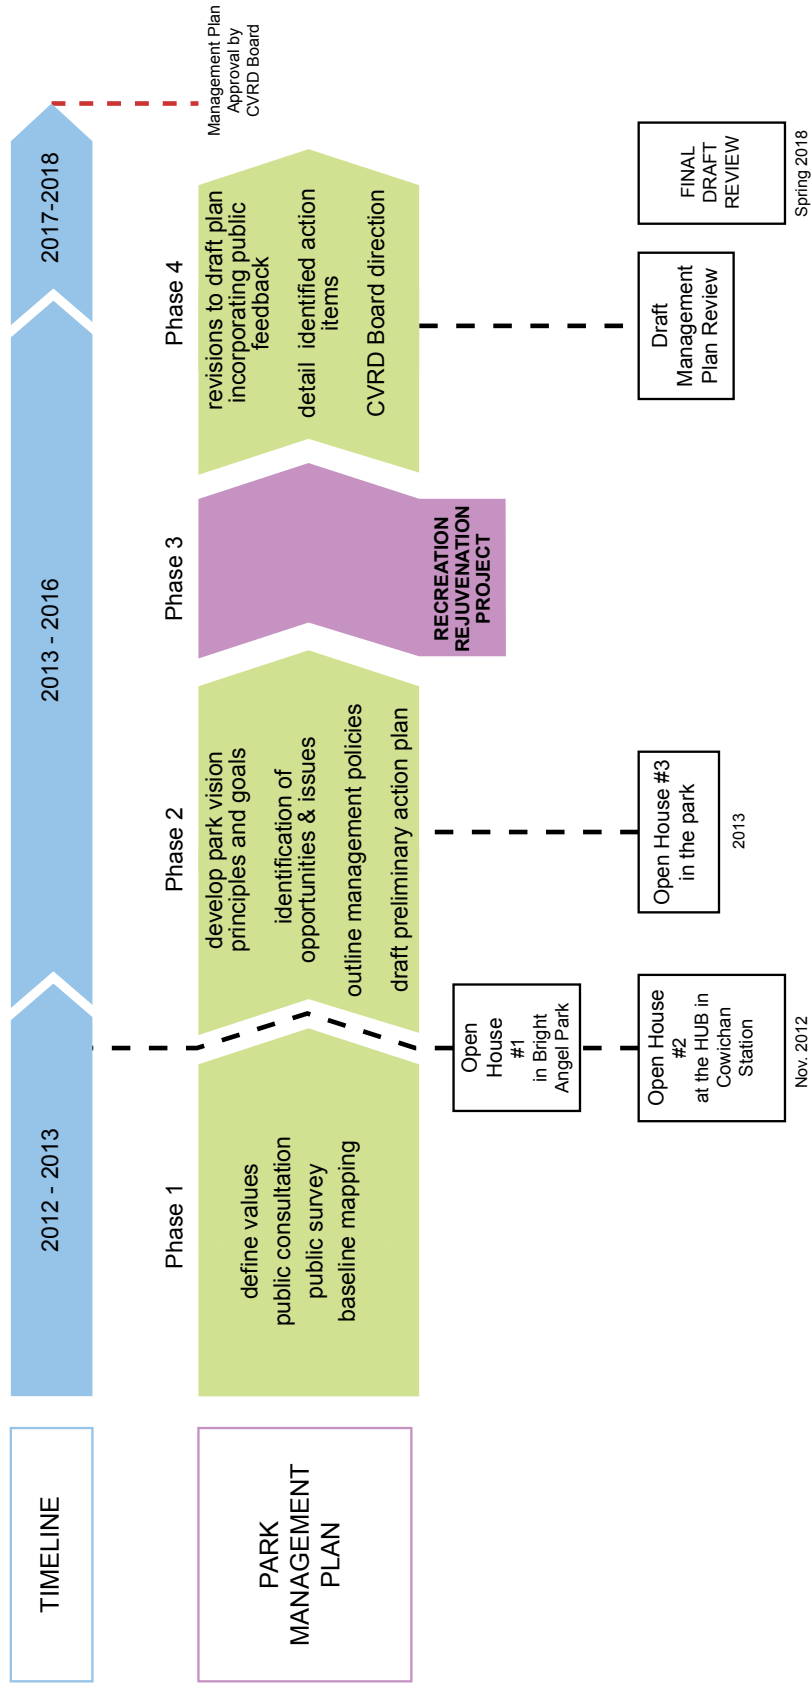 TIMELINE
2012 - 2013
2013 - 2016
2017-2018
Management Plan
Approval by
CVRD Board
PARK
MANAGEMENT
PLAN
Phase 1
define values
public consultation
public survey
baseline mapping
Phase 2
develop park vision
principles and goals
identification of
opportunities & issues
outline management policies
draft preliminary action plan
Phase 3
RECREATION
REJUVENATION
PROJECT
Phase 4
revisions to draft plan
incorporating public
feedback
detail identified action
items
CVRD Board direction
Open
House
#1
in Bright
Angel Park
Open House
#2
at the HUB in
Cowichan
Station
Nov. 2012
Open House #3
in the park
2013
Draft
Management
Plan Review
FINAL
DRAFT
REVIEW
Spring 2018